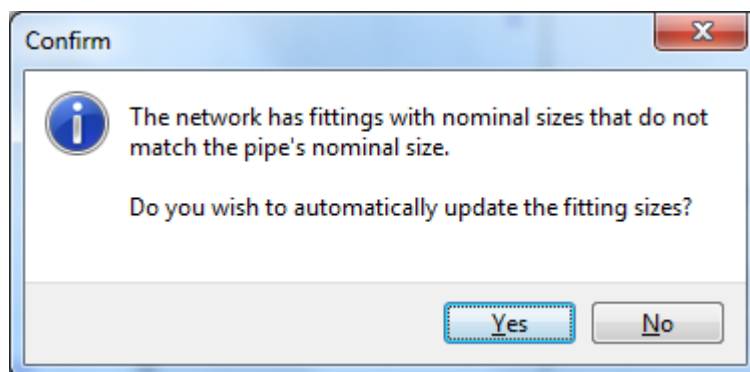 Confirm
The network has fittings with nominal sizes that do not
match the pipe's nominal size.
Do you wish to automatically update the fitting sizes?
Yes
No